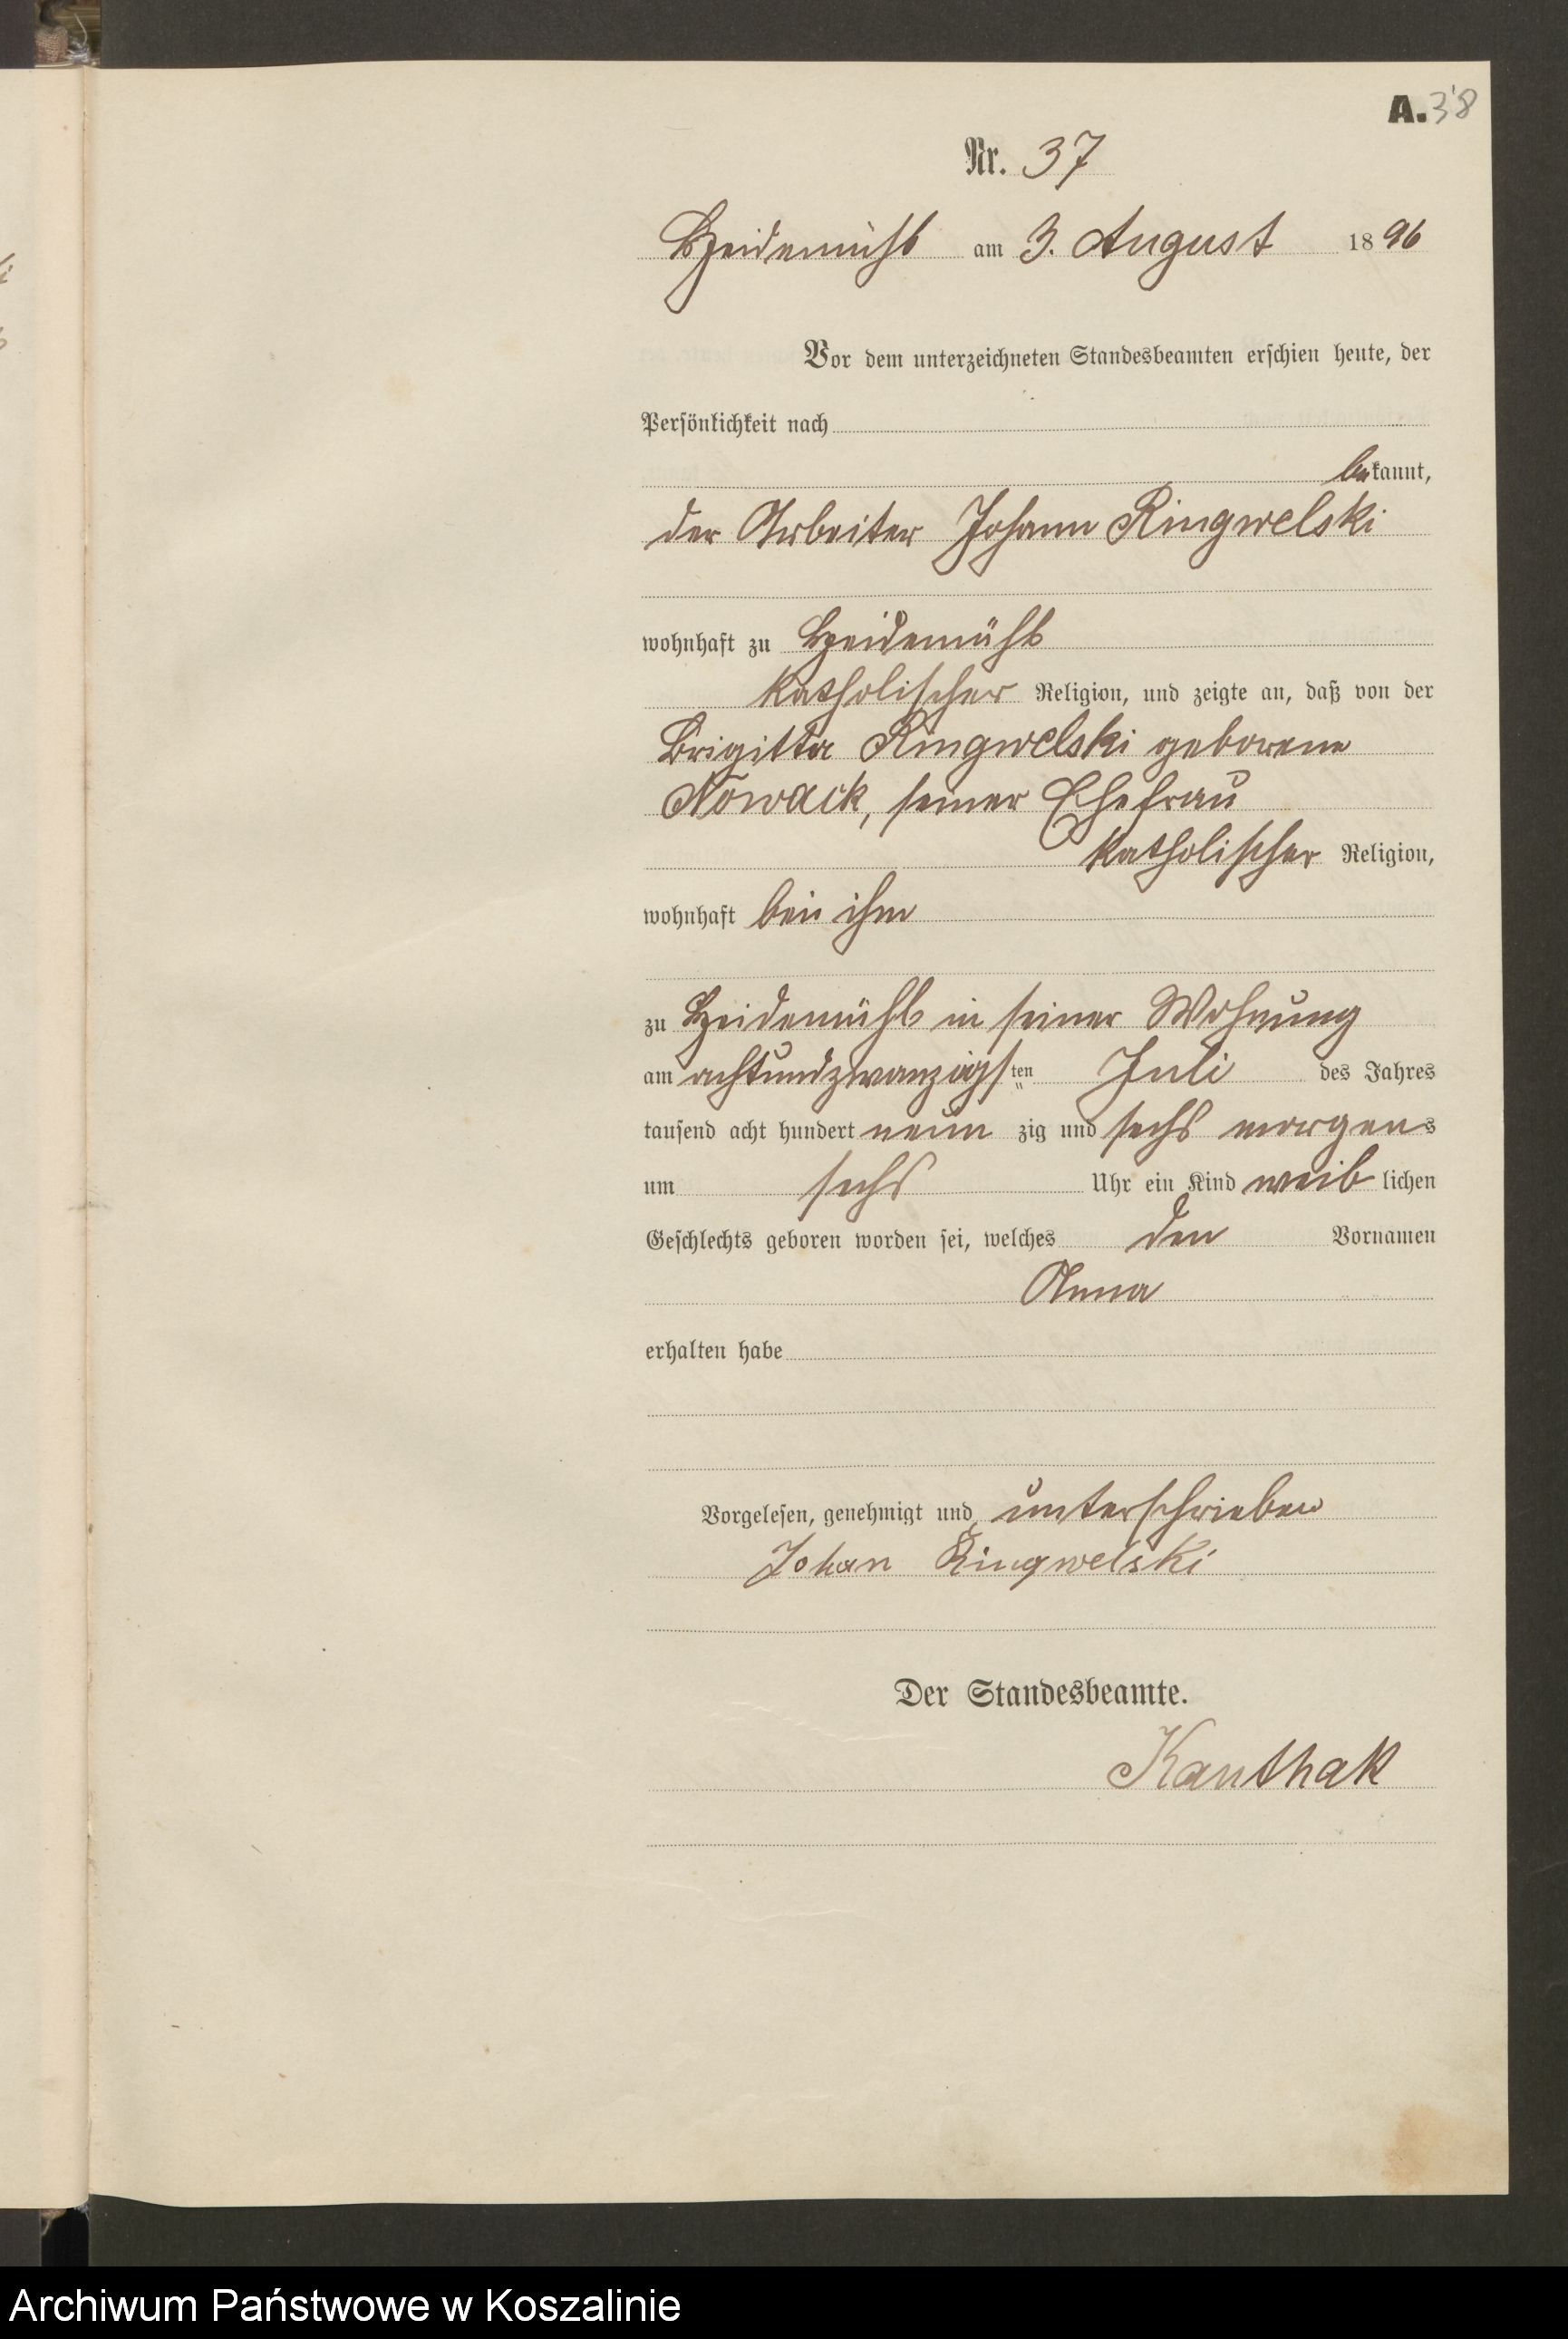 A. 38
Nr. 37
Heidemühl am 3. August 1896
Vor dem unterzeichneten Standesbeamten erschien heute, der
Persönlichkeit nach
bekannt,
der Arbeiter Johann Ringwelski
wohnhaft zu Heidemühl
katholischer Religion, und zeigte an, daß von der
Brigitta Ringwelski geborene
Nowack, seiner Ehefrau
katholischer Religion,
wohnhaft bei ihm
zu Heidemühl in seiner Wohnung
am achtundzwanzigsten Juli des Jahres
tausend acht hundert neun zig und sechs morgens
um sechs Uhr ein Kind weiblichen
Geschlechts geboren worden sei, welches den Vornamen
Anna
erhalten habe
Vorgelesen, genehmigt und unterschrieben
Johan Ringwelski
Der Standesbeamte.
Kanthak
Archiwum Państwowe w Koszalinie